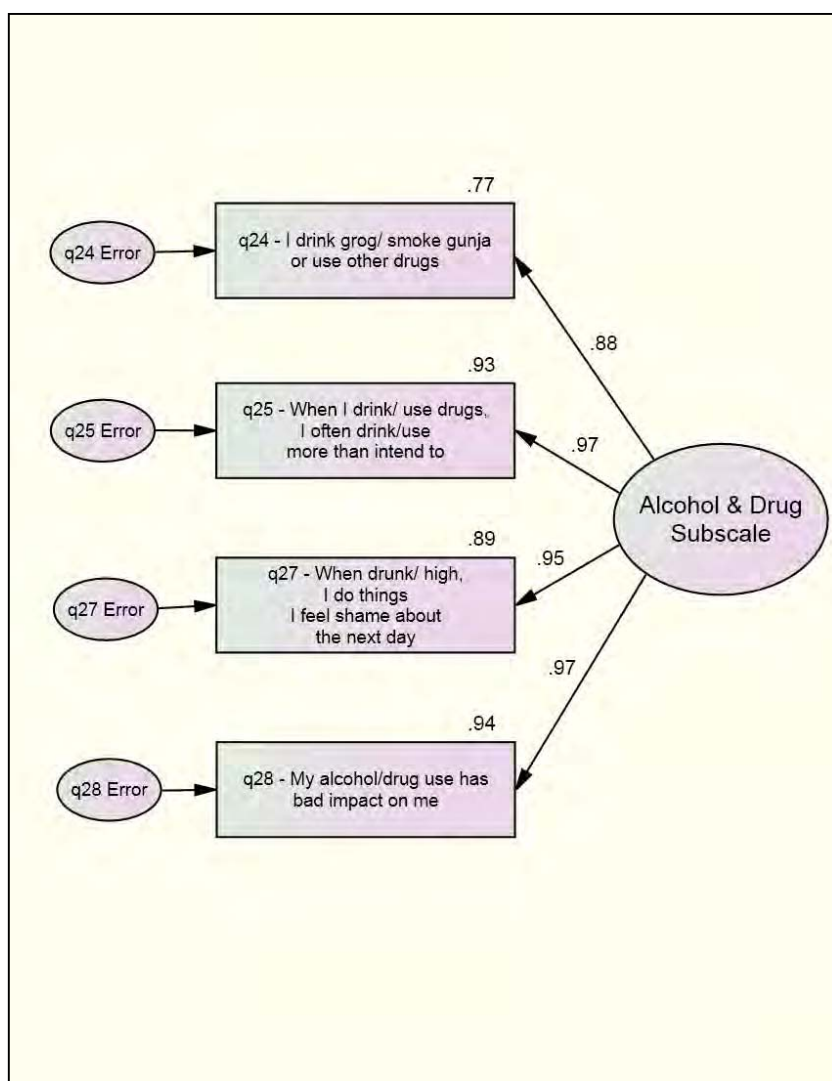 .77
q24 Error
q24 - I drink grog/ smoke gunja
or use other drugs
.88
.93
q25 Error
q25 - When I drink/ use drugs,
I often drink/use
more than intend to
.97
Alcohol & Drug
Subscale
.89
.95
q27 Error
q27 - When drunk/ high,
I do things
I feel shame about
the next day
.97
.94
q28 Error
q28 - My alcohol/drug use has
bad impact on me